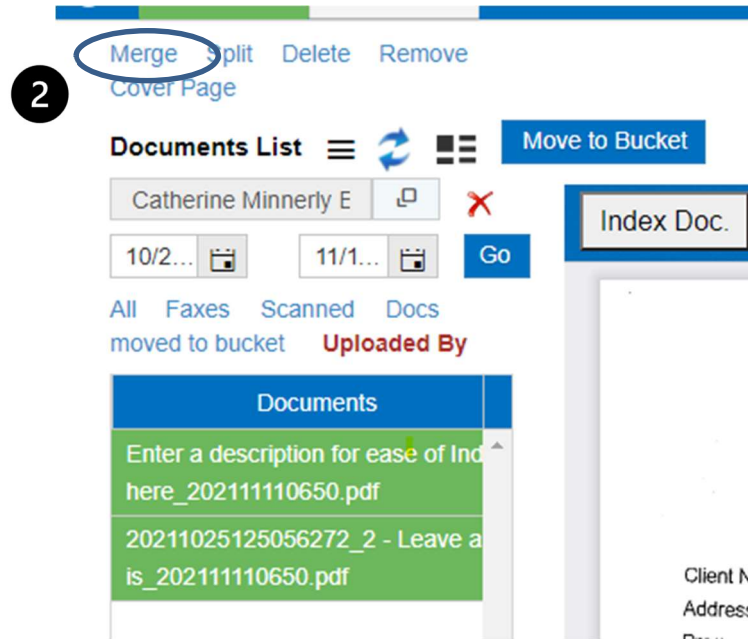 Merge Split Delete Remove
Cover Page
2
Documents List
Move to Bucket
Catherine Minnerly E
Index Doc.
10/2... 11/1... Go
All Faxes Scanned Docs
moved to bucket Uploaded By
Documents
Enter a description for ease of Ind
here_202111110650.pdf
20211025125056272_2 - Leave a
is_202111110650.pdf
Client N
Address